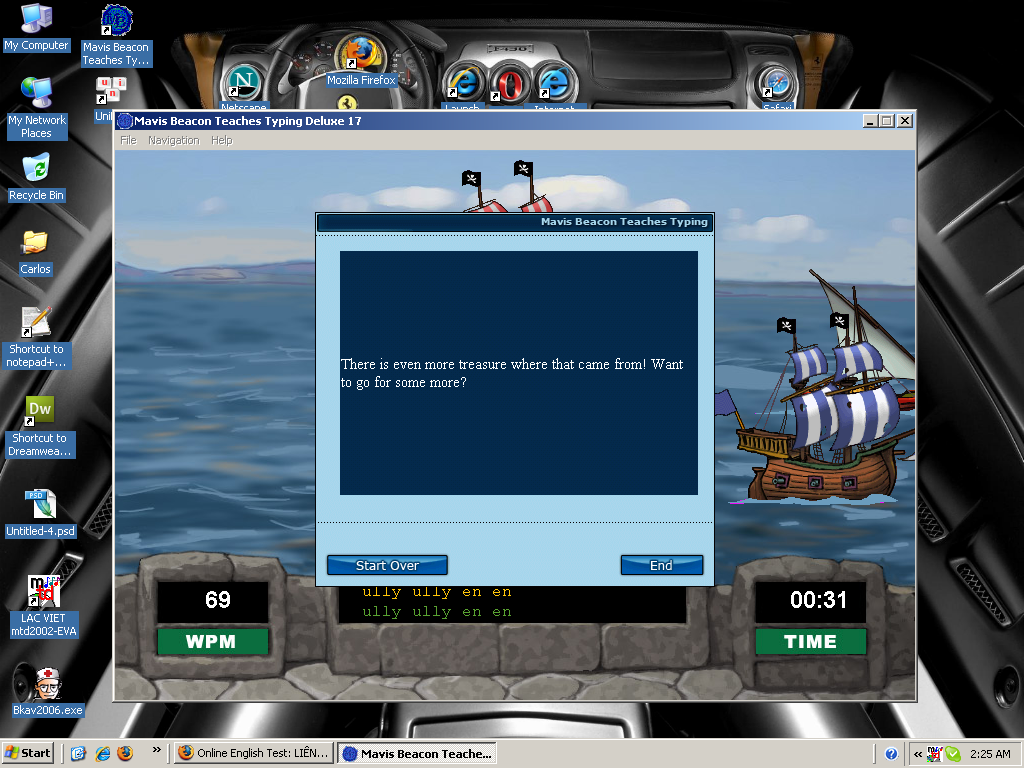 My Computer
Mavis Beacon
Teaches Ty...
Mozilla Firefox
Netscape
Launch
Internet
Safari
My Network
Places
Mavis Beacon Teaches Typing Deluxe 17
File Navigation Help
Recycle Bin
Mavis Beacon Teaches Typing
Carlos
There is even more treasure where that came from! Want
to go for some more?
Shortcut to
notepad+...
Dw
Shortcut to
Dreamwea...
PSD
Untitled-4.psd
Start Over
End
ully ully en en
ully ully en en
69
WPM
00:31
TIME
LAC VIET
mtd2002-EVA
Bkav2006.exe
Start
Online English Test: LIÊN...
Mavis Beacon Teache...
2:25 AM